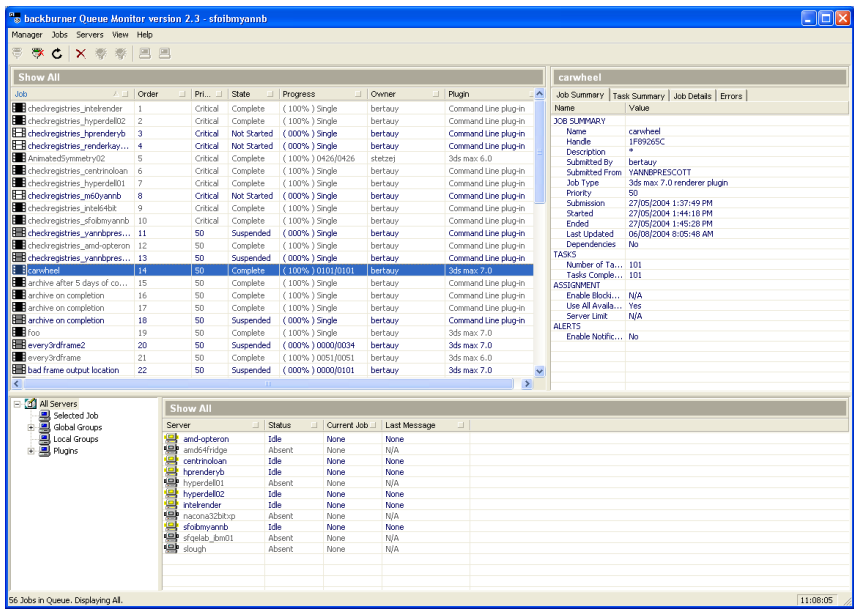 backburner Queue Monitor version 2.3 - sfoibmyannb
Manager Jobs Servers View Help
Show All
Job Order Pri... State Progress Owner Plugin
checkregistries_intelrender 1 Critical Complete ( 100% ) Single bertauy Command Line plug-in
checkregistries_hyperdell02 2 Critical Complete ( 100% ) Single bertauy Command Line plug-in
checkregistries_hprenderyb 3 Critical Not Started ( 000% ) Single bertauy Command Line plug-in
checkregistries_renderkay... 4 Critical Not Started ( 000% ) Single bertauy Command Line plug-in
AnimatedSymmetry02 5 Critical Complete ( 100% ) 0426/0426 stetzej 3ds max 6.0
checkregistries_centrinoloan 6 Critical Complete ( 100% ) Single bertauy Command Line plug-in
checkregistries_hyperdell01 7 Critical Complete ( 100% ) Single bertauy Command Line plug-in
checkregistries_m60yannb 8 Critical Not Started ( 000% ) Single bertauy Command Line plug-in
checkregistries_intel64bit 9 Critical Complete ( 100% ) Single bertauy Command Line plug-in
checkregistries_sfoibmyannb 10 Critical Complete ( 100% ) Single bertauy Command Line plug-in
checkregistries_yannbpres... 11 50 Suspended ( 000% ) Single bertauy Command Line plug-in
checkregistries_amd-opteron 12 50 Complete ( 100% ) Single bertauy Command Line plug-in
checkregistries_yannbpres... 13 50 Suspended ( 000% ) Single bertauy Command Line plug-in
carwheel 14 50 Complete ( 100% ) 0101/0101 bertauy 3ds max 7.0
archive after 5 days of co... 15 50 Complete ( 100% ) Single bertauy Command Line plug-in
archive on completion 16 50 Complete ( 100% ) Single bertauy Command Line plug-in
archive on completion 17 50 Complete ( 100% ) Single bertauy Command Line plug-in
archive on completion 18 50 Suspended ( 000% ) Single bertauy Command Line plug-in
foo 19 50 Complete ( 100% ) Single bertauy 3ds max 7.0
every3rdframe2 20 50 Suspended ( 000% ) 0000/0034 bertauy 3ds max 7.0
every3rdframe 21 50 Complete ( 100% ) 0051/0051 bertauy 3ds max 6.0
bad frame output location 22 50 Suspended ( 000% ) 0000/0101 bertauy 3ds max 7.0
carwheel
Job Summary Task Summary Job Details Errors
Name Value
JOB SUMMARY
Name carwheel
Handle 1F89265C
Description *
Submitted By bertauy
Submitted From YANNBPRESCOTT
Job Type 3ds max 7.0 renderer plugin
Priority 50
Submission 27/05/2004 1:37:49 PM
Started 27/05/2004 1:44:18 PM
Ended 27/05/2004 1:45:28 PM
Last Updated 06/08/2004 8:05:48 AM
Dependencies No
TASKS
Number of Ta... 101
Tasks Comple... 101
ASSIGNMENT
Enable Blocki... N/A
Use All Availa... Yes
Server Limit N/A
ALERTS
Enable Notific... No
All Servers
Selected Job
Global Groups
Local Groups
Plugins
Show All
Server Status Current Job Last Message
amd-opteron Idle None None
amd64fridge Absent None N/A
centrinoloan Idle None None
hprenderyb Idle None None
hyperdell01 Absent None N/A
hyperdell02 Idle None None
intelrender Idle None None
nacona32bitxp Absent None N/A
sfoibmyannb Idle None None
sfqelab_ibm01 Absent None N/A
slough Absent None N/A
56 Jobs in Queue. Displaying All.
11:08:05